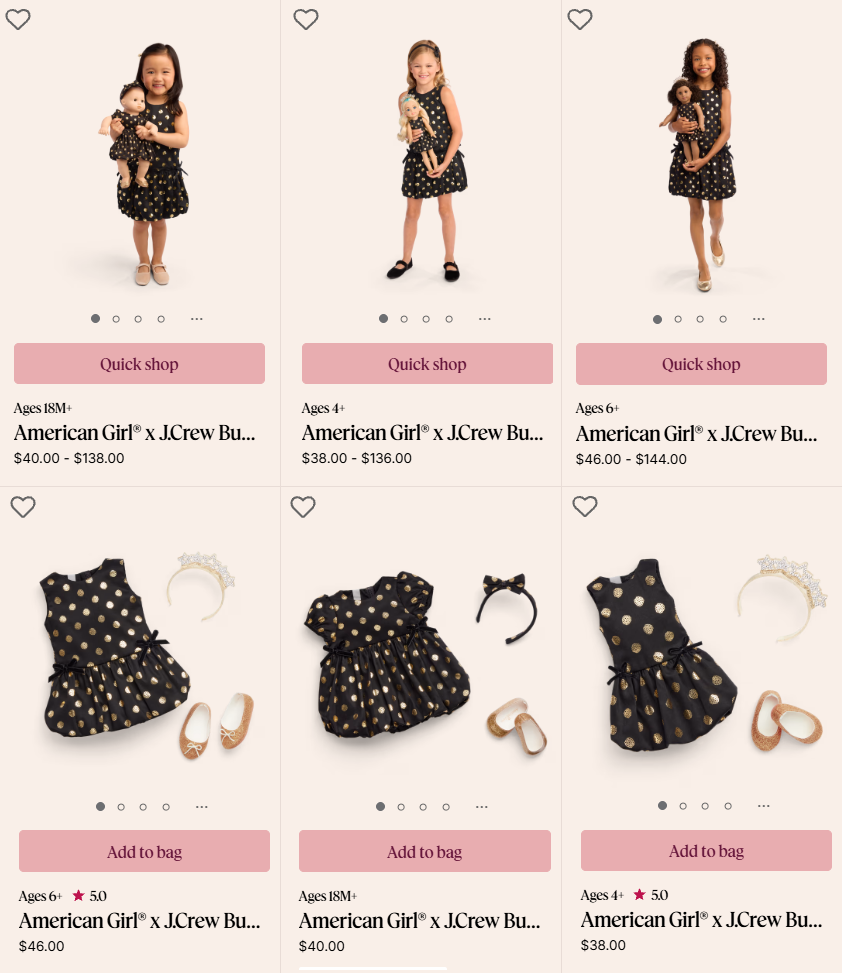 Quick shop
Ages 18M+
American Girl® x J.Crew Bu...
$40.00 - $138.00
Quick shop
Ages 4+
American Girl® x J.Crew Bu...
$38.00 - $136.00
Quick shop
Ages 6+
American Girl® x J.Crew Bu...
$46.00 - $144.00
Add to bag
Ages 6+ ★ 5.0
American Girl® x J.Crew Bu...
$46.00
Add to bag
Ages 18M+
American Girl® x J.Crew Bu...
$40.00
Add to bag
Ages 4+ ★ 5.0
American Girl® x J.Crew Bu...
$38.00